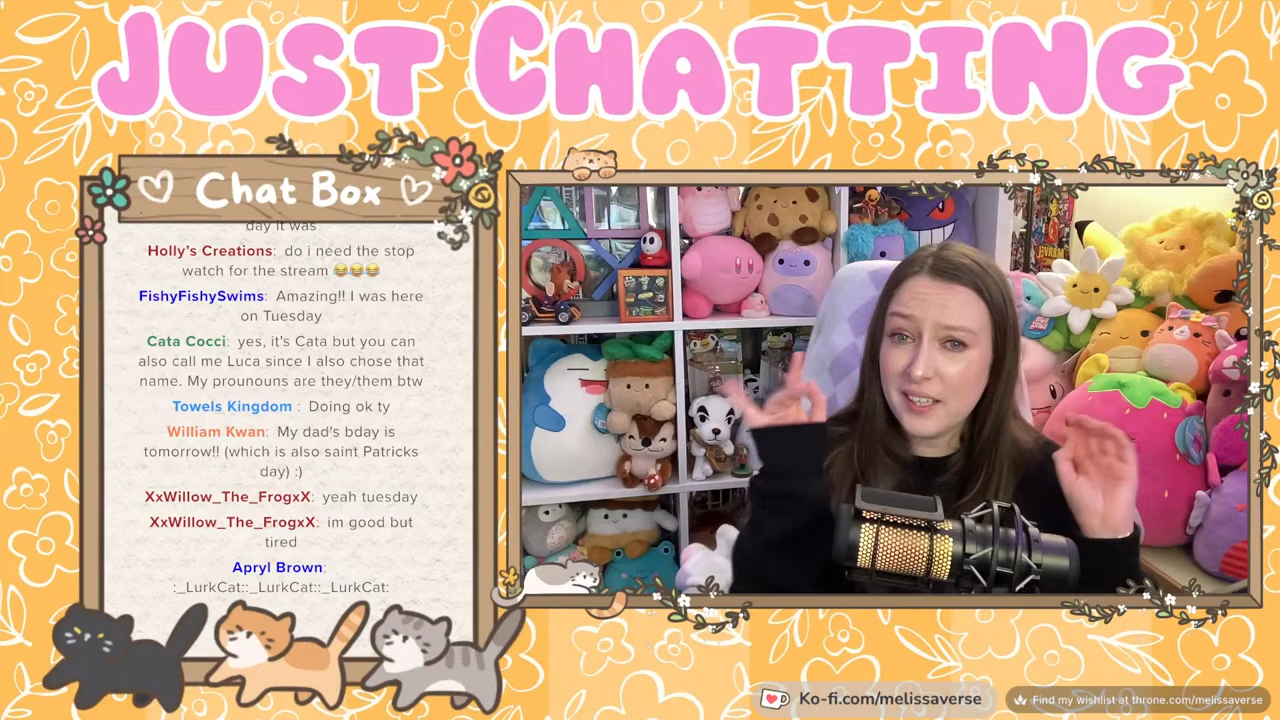 JUST CHATTING
Chat Box
day it was
Holly's Creations: do i need the stop
watch for the stream 😂😂😂
FishyFishySwims: Amazing!! I was here
on Tuesday
Cata Cocci: yes, it's Cata but you can
also call me Luca since I also chose that
name. My prounouns are they/them btw
Towels Kingdom : Doing ok ty
William Kwan: My dad's bday is
tomorrow!! (which is also saint Patricks
day) :)
XxWillow_The_FrogxX: yeah tuesday
XxWillow_The_FrogxX: im good but
tired
Apryl Brown:
:_LurkCat::_LurkCat::_LurkCat:
Ko-fi.com/melissaverse
Find my wishlist at throne.com/melissaverse